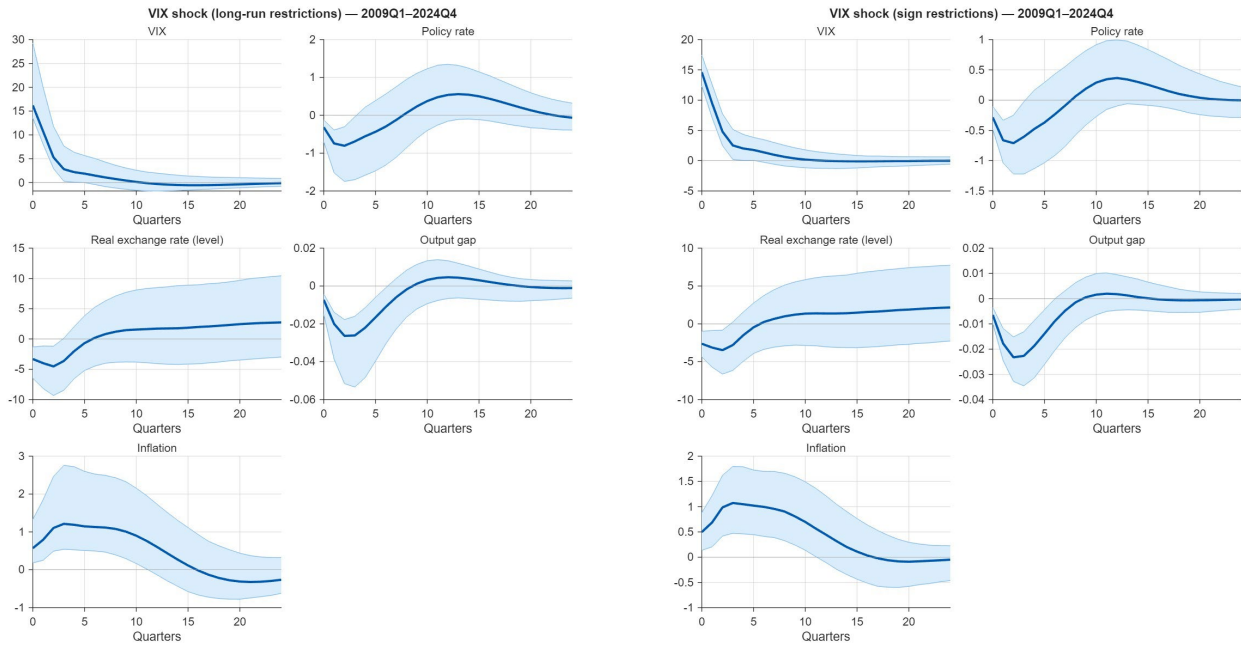 VIX shock (long-run restrictions) — 2009Q1–2024Q4
VIX
30
25
20
15
10
5
0
0 5 10 15 20
Quarters
Policy rate
2
1
0
-1
-2
0 5 10 15 20
Quarters
Real exchange rate (level)
15
10
5
0
-5
-10
0 5 10 15 20
Quarters
Output gap
0.02
0
-0.02
-0.04
-0.06
0 5 10 15 20
Quarters
Inflation
3
2
1
0
-1
0 5 10 15 20
Quarters
VIX shock (sign restrictions) — 2009Q1–2024Q4
VIX
20
15
10
5
0
-5
0 5 10 15 20
Quarters
Policy rate
1
0.5
0
-0.5
-1
-1.5
0 5 10 15 20
Quarters
Real exchange rate (level)
10
5
0
-5
-10
0 5 10 15 20
Quarters
Output gap
0.02
0.01
0
-0.01
-0.02
-0.03
-0.04
0 5 10 15 20
Quarters
Inflation
2
1.5
1
0.5
0
-0.5
-1
0 5 10 15 20
Quarters